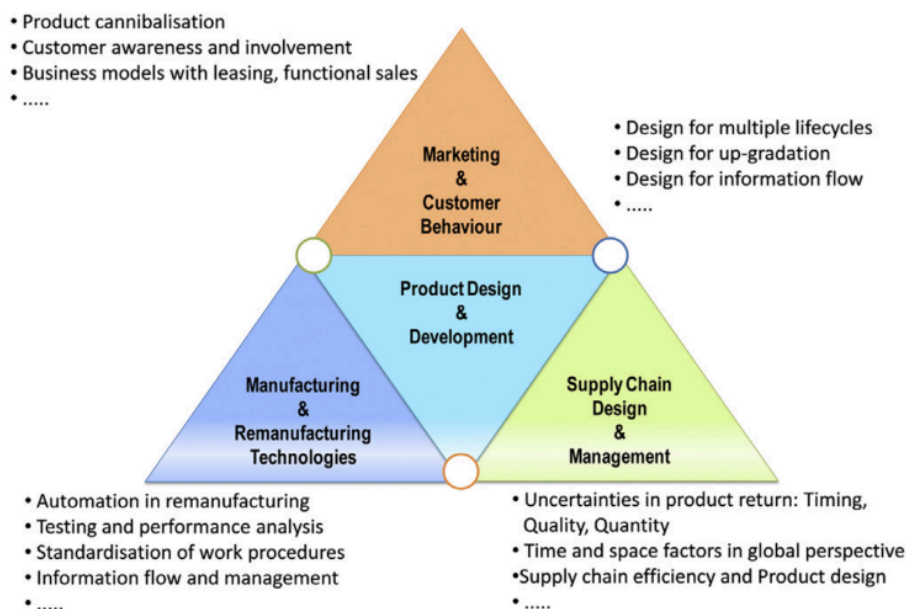 • Product cannibalisation
• Customer awareness and involvement
• Business models with leasing, functional sales
• .....
Marketing
&
Customer
Behaviour
• Design for multiple lifecycles
• Design for up-gradation
• Design for information flow
• .....
Product Design
&
Development
Manufacturing
&
Remanufacturing
Technologies
Supply Chain
Design
&
Management
• Automation in remanufacturing
• Testing and performance analysis
• Standardisation of work procedures
• Information flow and management
• .....
• Uncertainties in product return: Timing,
Quality, Quantity
• Time and space factors in global perspective
•Supply chain efficiency and Product design
• .....